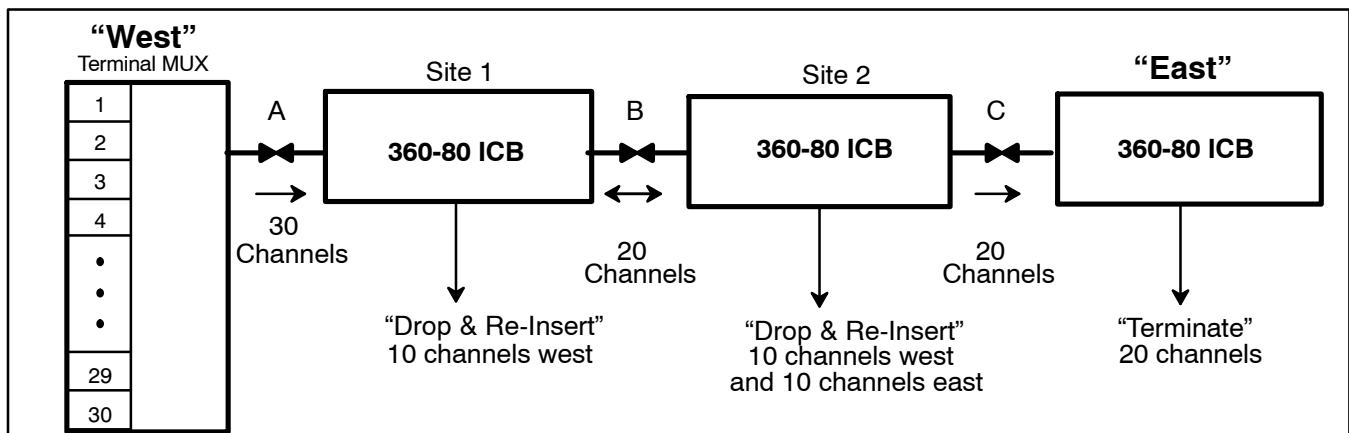 “West”
Terminal MUX
1
2
3
4
29
30
A
30
Channels
Site 1
360-80 ICB
“Drop & Re-Insert”
10 channels west
B
20
Channels
Site 2
360-80 ICB
“Drop & Re-Insert”
10 channels west
and 10 channels east
C
20
Channels
“East”
360-80 ICB
“Terminate”
20 channels